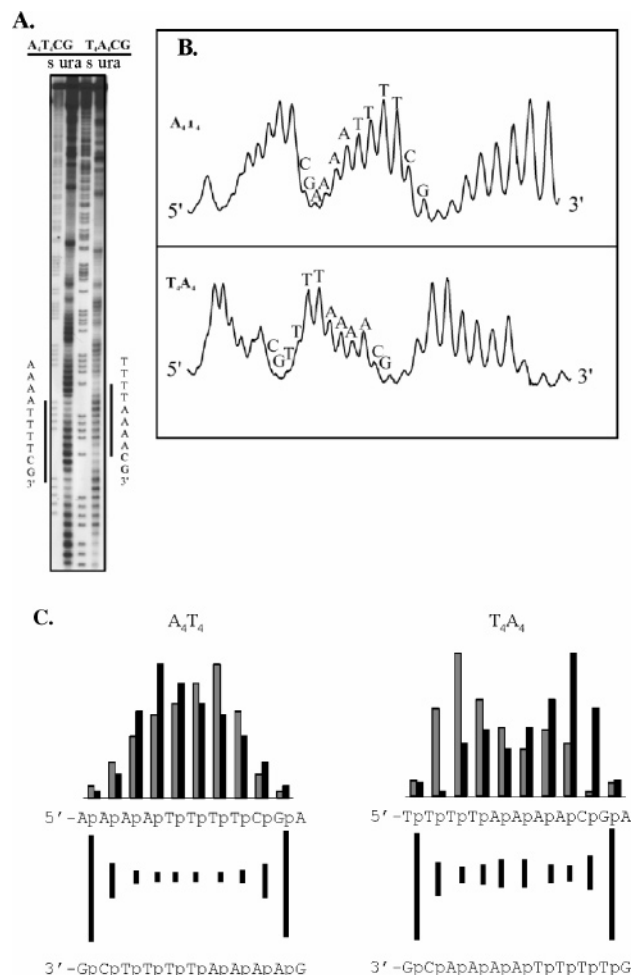 A.
A₄T₄CG T₄A₄CG
s ura s ura
A
A
A
A
T
T
T
T
C
G
3'
T
T
T
T
A
A
A
A
C
G
3'
B.
A₄T₄
5'
C
G
A
A
A
A
T
T
T
T
C
G
3'
T₄A₄
5'
C
G
T
T
T
T
A
A
A
A
C
G
3'
C.
A₄T₄
5'-ApApApApTpTpTpTpCpGpA
3'-GpCpTpTpTpTpApApApApG
T₄A₄
5'-TpTpTpTpApApApApCpGpA
3'-GpCpApApApApTpTpTpTpG